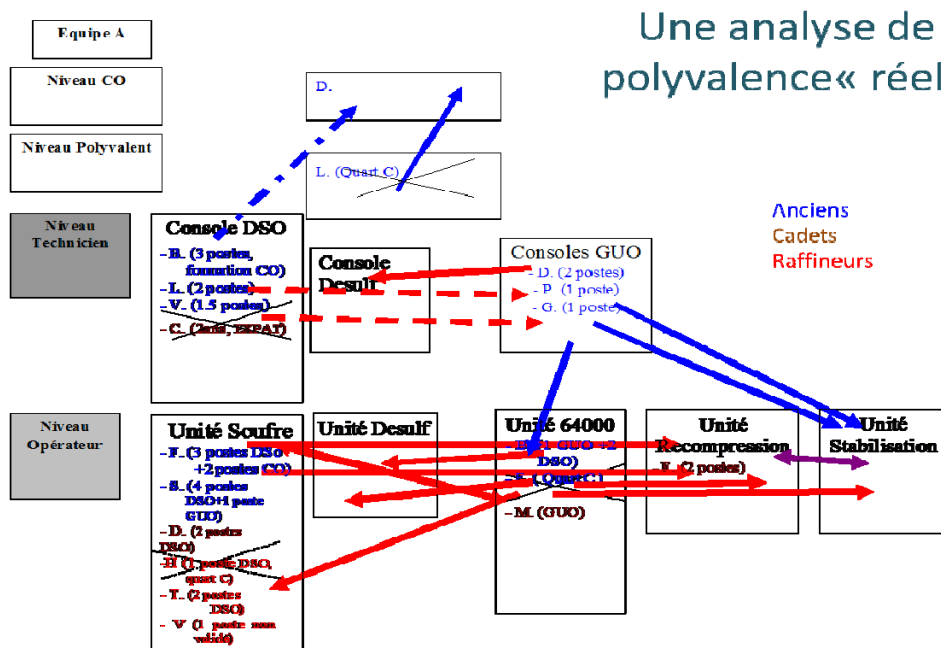 Une analyse de
polyvalence« réel
Equipe A
Niveau CO
D.
Niveau Polyvalent
L. (Quart C)
Anciens
Cadets
Raffineurs
Niveau
Technicien
Console DSO
- B. (3 postes,
formation CO)
- L. (2 postes)
- V. (1.5 postes)
- C. (2ans, EXPAT)
Console
Desulf
Consoles GUO
- D. (2 postes)
- P. (1 poste)
- G. (1 poste)
Niveau
Opérateur
Unité Soufre
- F. (3 postes DSO
+2 postes CO)
- S. (4 postes
DSO+1 poste
GUO)
- D. (2 postes
DSO)
-H (1 poste DSO,
quart C)
- T. (2 postes
DSO)
- V (1 poste non
validé)
Unité Desulf
Unité 64000
GUO
DSO)
(Quart C)
- M. (GUO)
Unité
Recompression
(2 postes)
Unité
Stabilisation